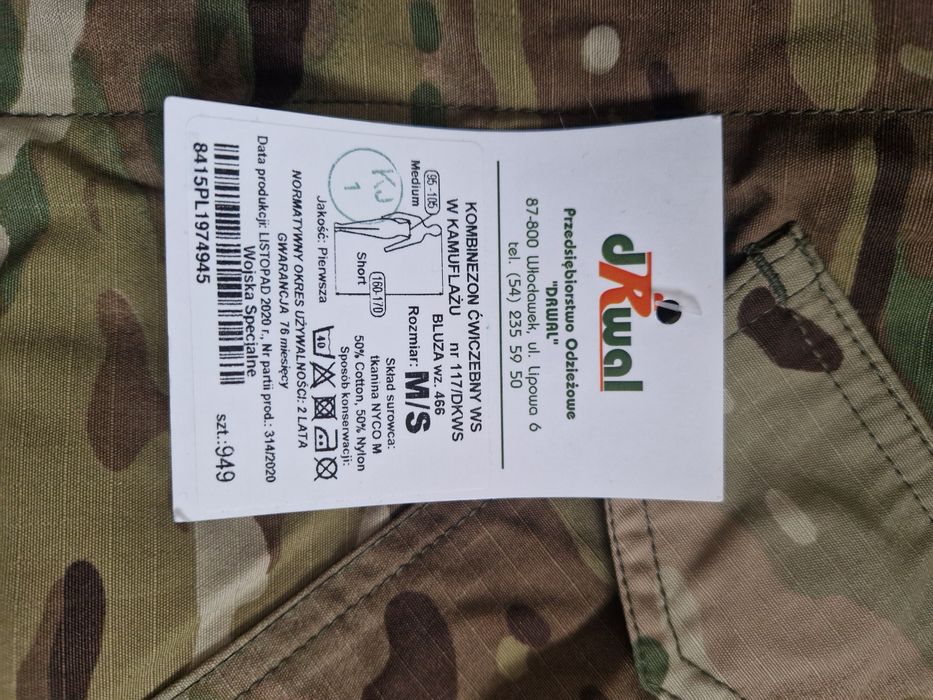 dRwal
Przedsiębiorstwo Odzieżowe
"DRWAL"
87-800 Włocławek, ul. Lipowa 6
tel. (54) 235 59 50
KOMBINEZON ĆWICZEBNY WS
W KAMUFLAŻU nr 117/DKWS
BLUZA wz. 466
95-105
Medium
Rozmiar: M/S
160-170
Short
KJ
1
Jakość: Pierwsza
Skład surowca:
tkanina NYCO M
50% Cotton, 50% Nylon
Sposób konserwacji:
40
NORMATYWNY OKRES UŻYWALNOŚCI: 2 LATA
GWARANCJA 76 miesięcy
Data produkcji: LISTOPAD 2020 r., Nr partii prod.: 314/2020
Wojska Specjalne
8415PL1974945
szt.:949